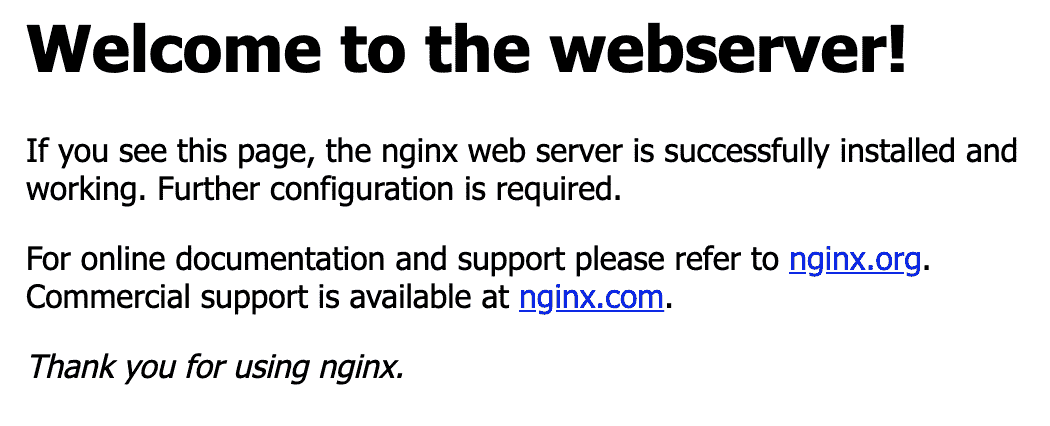 Welcome to the webserver!
If you see this page, the nginx web server is successfully installed and
working. Further configuration is required.
For online documentation and support please refer to nginx.org.
Commercial support is available at nginx.com.
Thank you for using nginx.